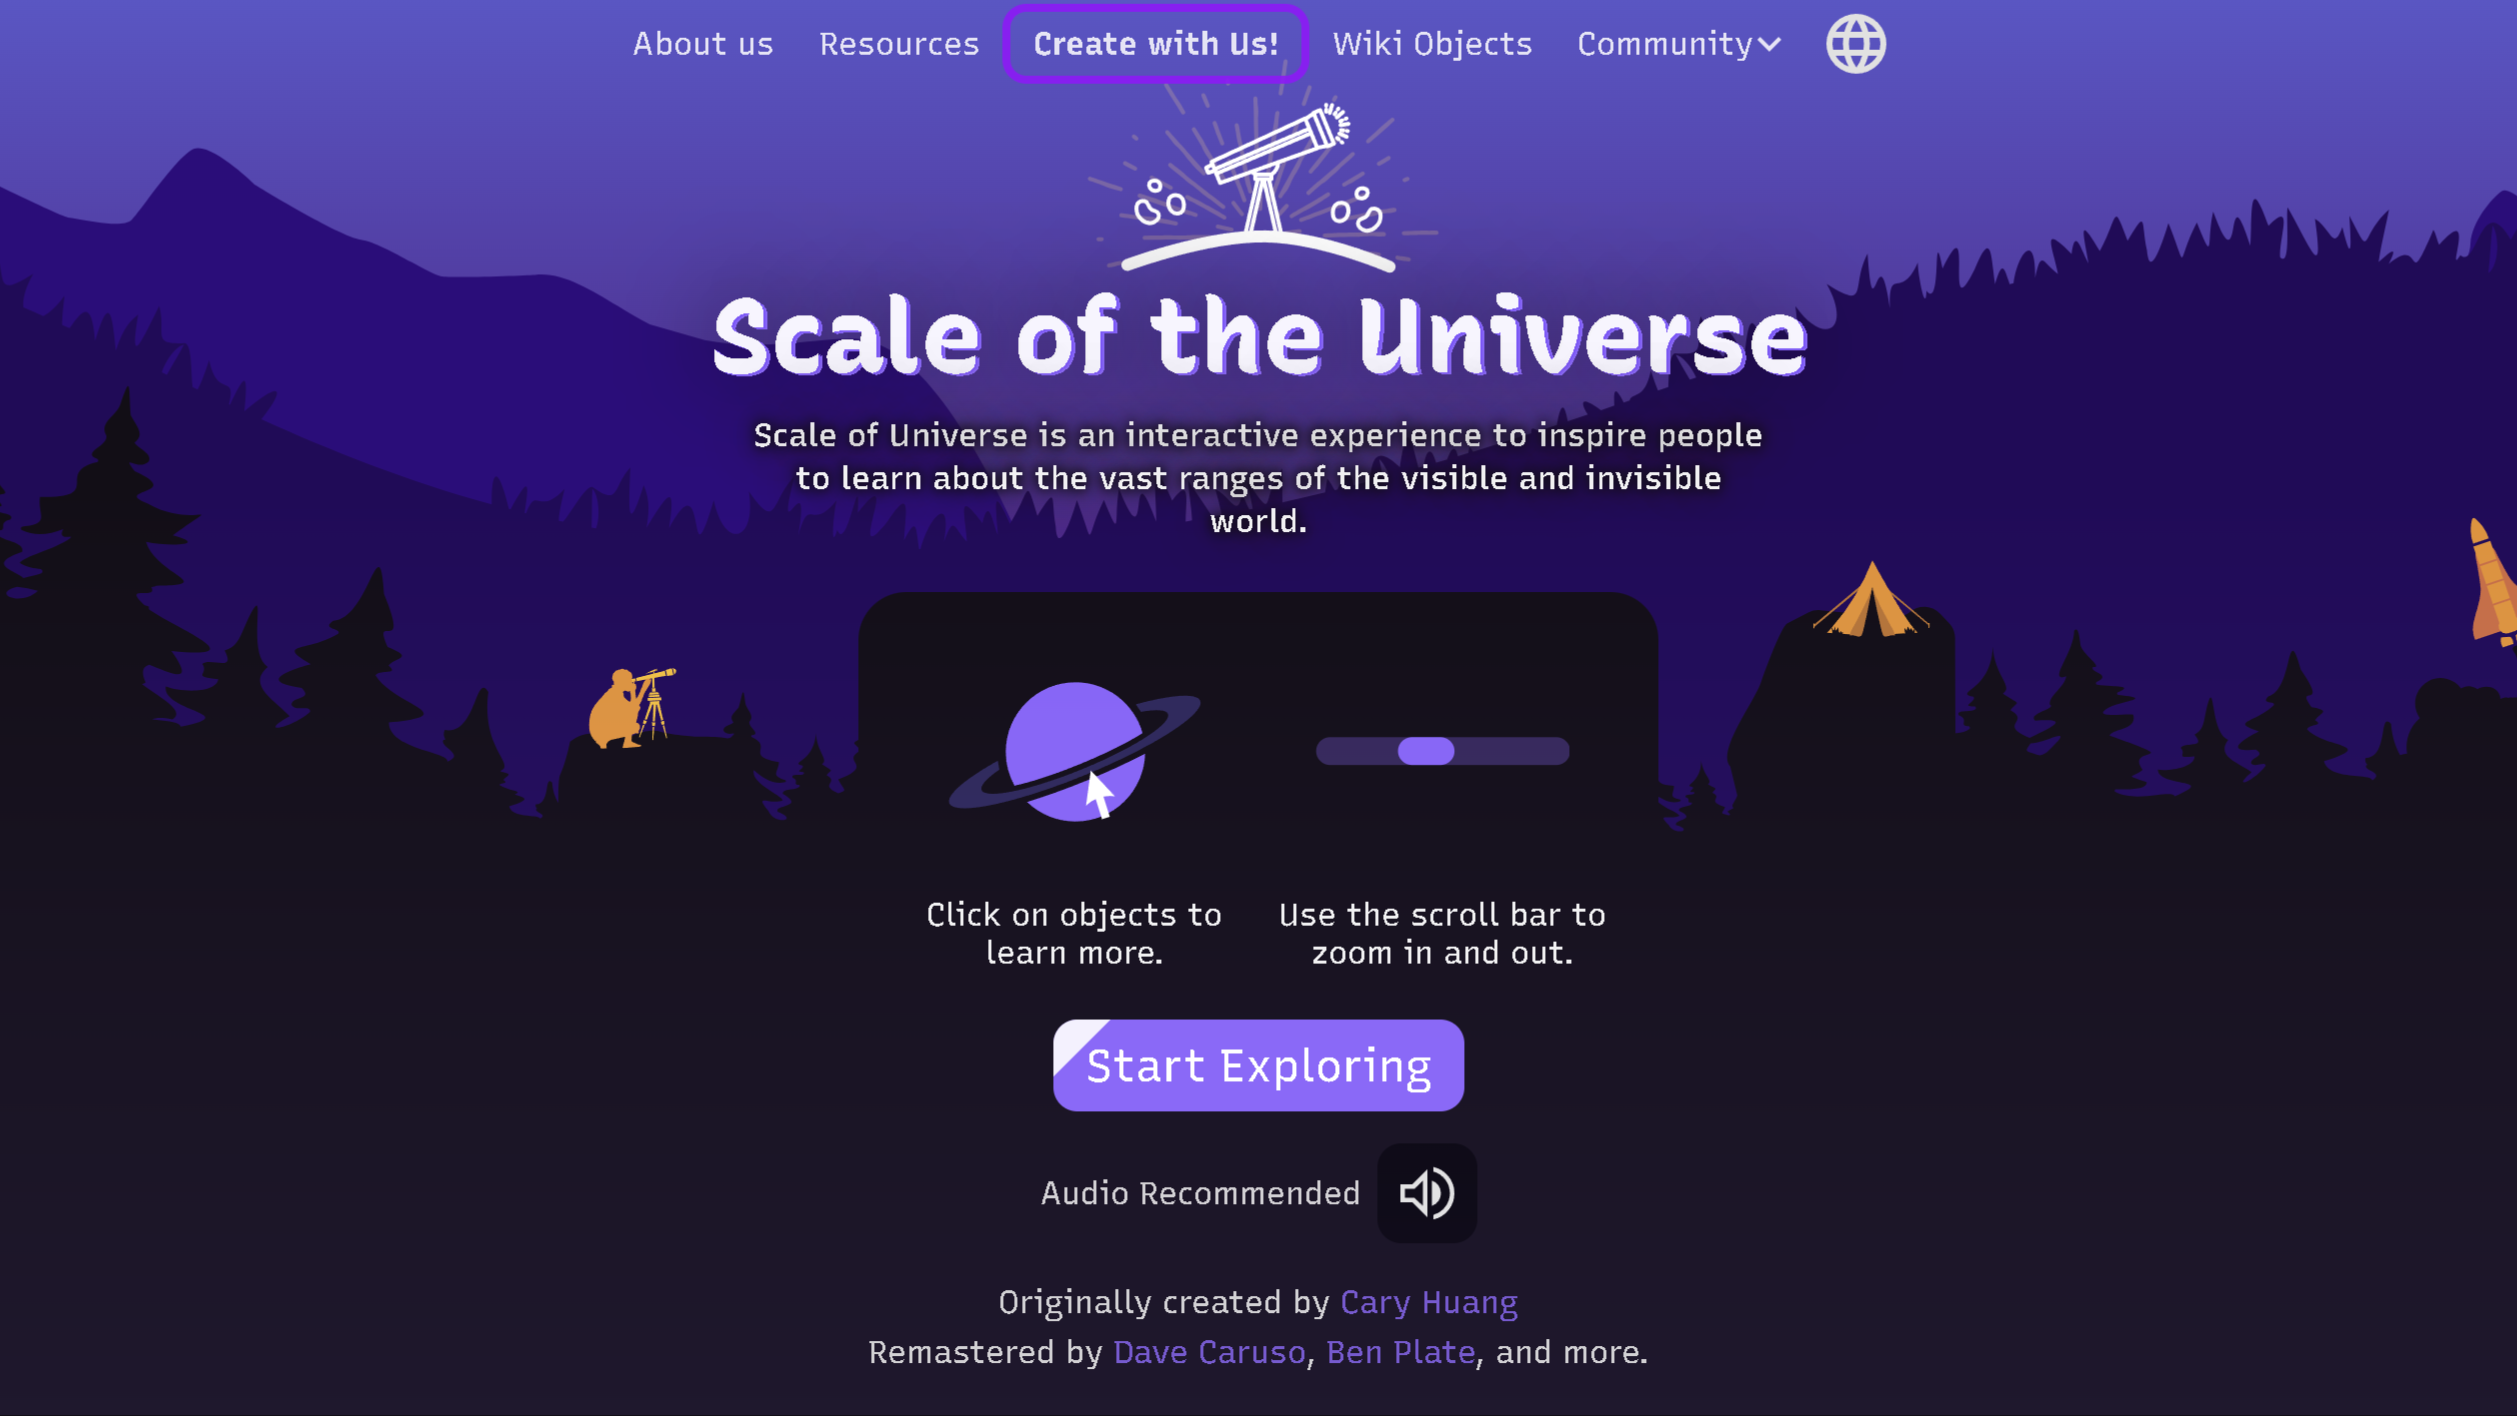 About us
Resources
Create with Us!
Wiki Objects
Community
Scale of the Universe
Scale of Universe is an interactive experience to inspire people
to learn about the vast ranges of the visible and invisible
world.
Click on objects to
learn more.
Use the scroll bar to
zoom in and out.
Start Exploring
Audio Recommended
Originally created by Cary Huang
Remastered by Dave Caruso, Ben Plate, and more.